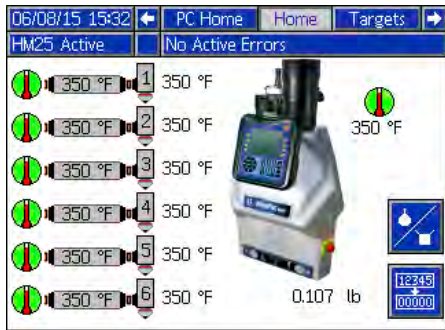 06/08/15 15:32 PC Home Home Targets
HM25 Active No Active Errors
350 °F 1 350 °F
350 °F 2 350 °F
350 °F 3 350 °F
350 °F 4 350 °F
350 °F 5 350 °F
350 °F 6 350 °F
350 °F
0.107 lb
12345
00000